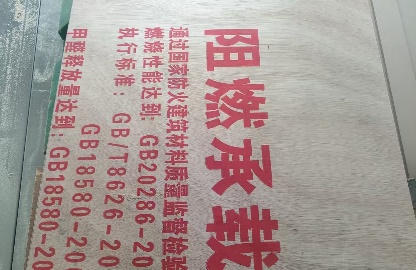 阻燃承载
通过国家防火建筑材料质量监督检验
燃烧性能达到: GB20286-20
执行标准: GB/T8626-20
GB18580-20
甲醛释放量达到: GB18580-20